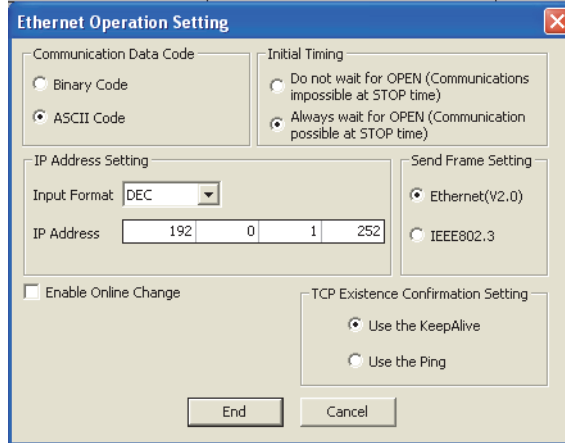 Ethernet Operation Setting
Communication Data Code
Binary Code
ASCII Code
Initial Timing
Do not wait for OPEN (Communications
impossible at STOP time)
Always wait for OPEN (Communication
possible at STOP time)
IP Address Setting
Input Format DEC
IP Address 192 0 1 252
Send Frame Setting
Ethernet(V2.0)
IEEE802.3
Enable Online Change
TCP Existence Confirmation Setting
Use the KeepAlive
Use the Ping
End Cancel